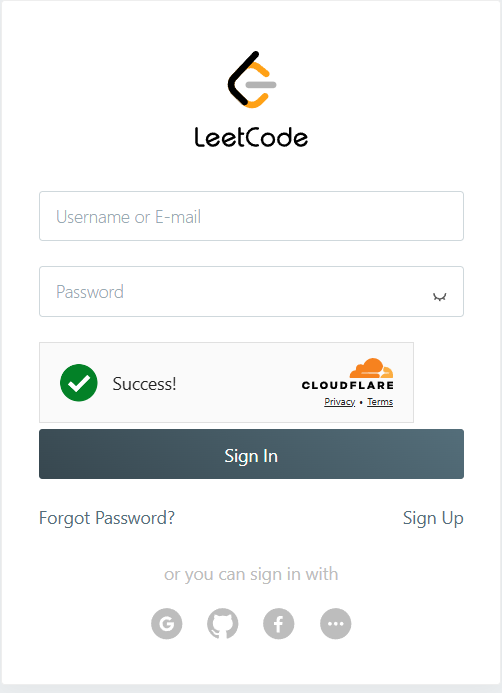 LeetCode
Username or E-mail
Password
Success!
CLOUDFLARE
Privacy • Terms
Sign In
Forgot Password? Sign Up
or you can sign in with